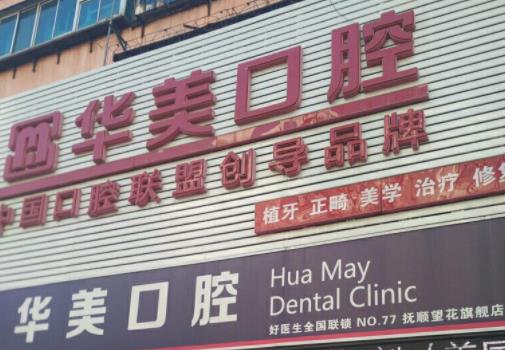 华美口腔
中国口腔联盟创导品牌
植牙 正畸 美学 治疗 修复
华美口腔
Hua May
Dental Clinic
好医生全国联锁 NO.77 抚顺望花旗舰店